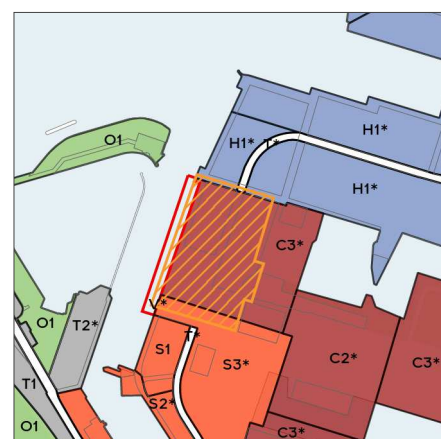 O1
H1*
H1* T*
H1*
C3*
V*
O1
T2*
T*
S1
S3*
C2*
C3*
T1
S2*
O1
C3*